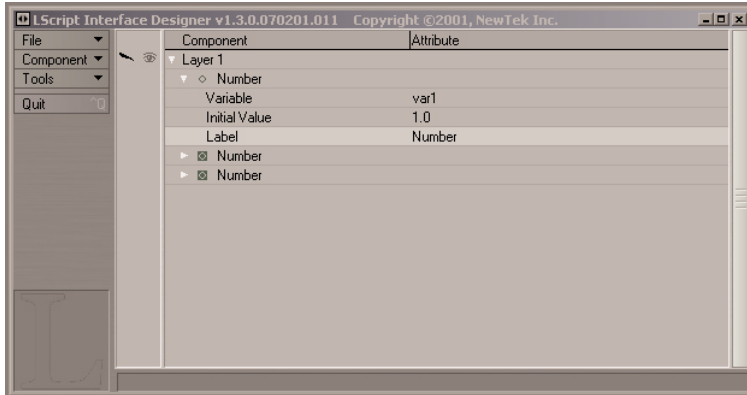 LScript Interface Designer v1.3.0.070201.011 Copyright ©2001, NewTek Inc.
File
Component
Tools
Quit ^Q
Component Attribute
Layer 1
Number
Variable var1
Initial Value 1.0
Label Number
Number
Number
L